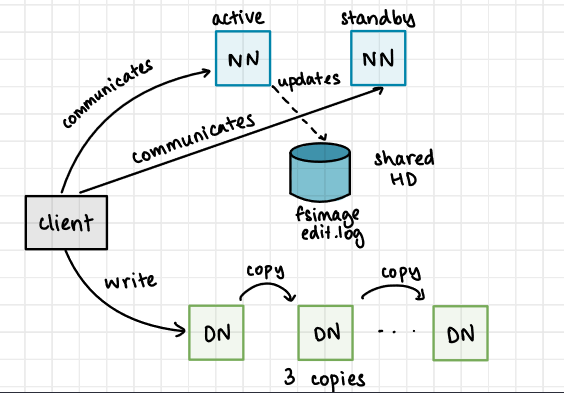 active
standby
NN
NN
communicates
updates
communicates
shared
HD
fsimage
edit.log
client
write
copy
copy
DN
DN
...
DN
3 copies